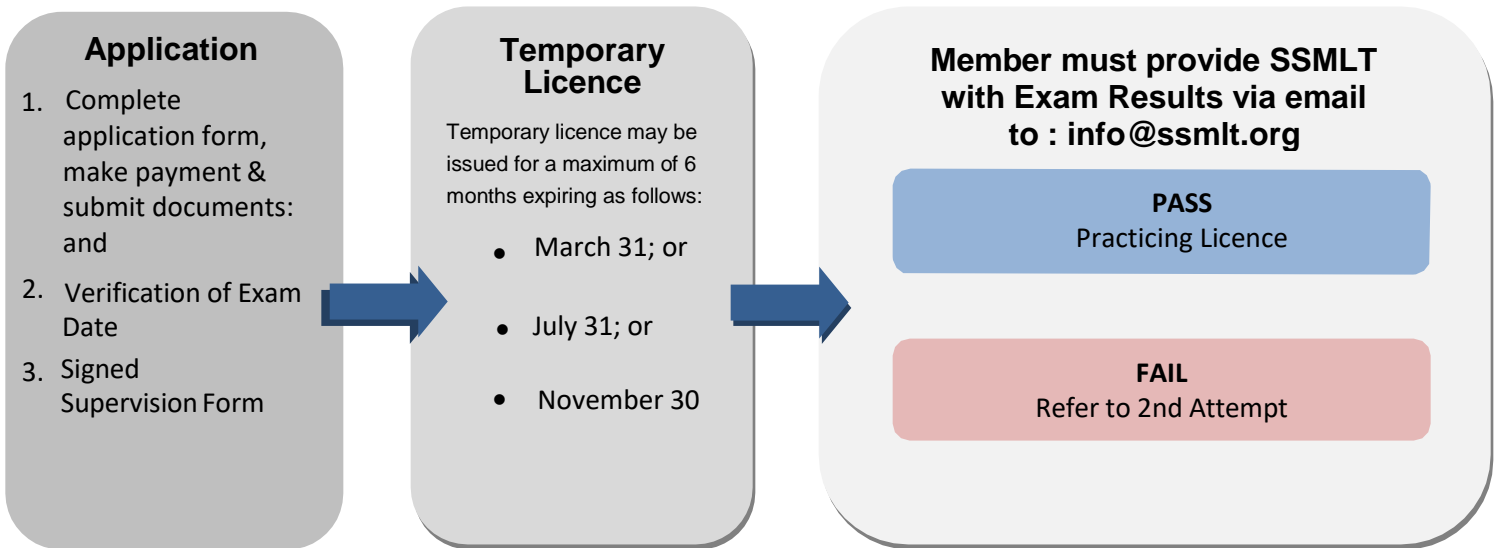 Application
1. Complete
application form,
make payment &
submit documents:
and
2. Verification of Exam
Date
3. Signed
Supervision Form
Temporary
Licence
Temporary licence may be
issued for a maximum of 6
months expiring as follows:
• March 31; or
• July 31; or
• November 30
Member must provide SSMLT
with Exam Results via email
to : info@ssmlt.org
PASS
Practicing Licence
FAIL
Refer to 2nd Attempt